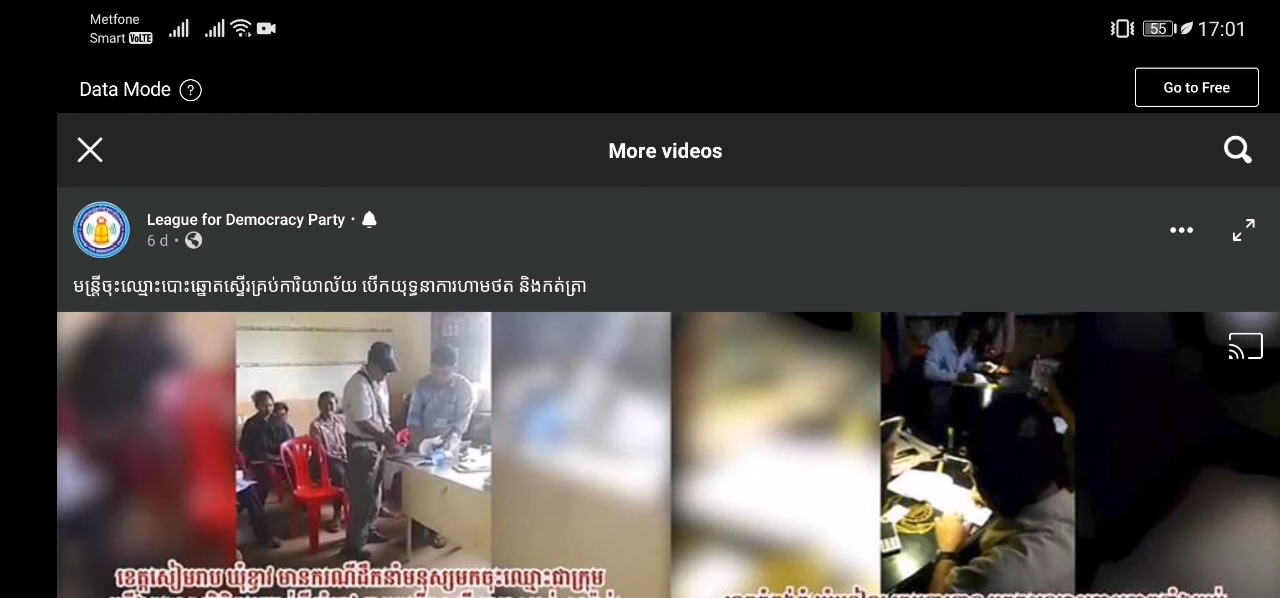 Metfone
Smart VoLTE
55
17:01
Data Mode ?
Go to Free
More videos
League for Democracy Party ·
6 d ·
មន្ត្រីចុះឈ្មោះបោះឆ្នោតស្ទើរគ្រប់ការិយាល័យ បើកយុទ្ធនាការហាមថត និងកត់ត្រា
ខេត្តសៀមរាប ឃុំខ្នារ មានករណីដឹកនាំមនុស្សមកចុះឈ្មោះជាក្រុម